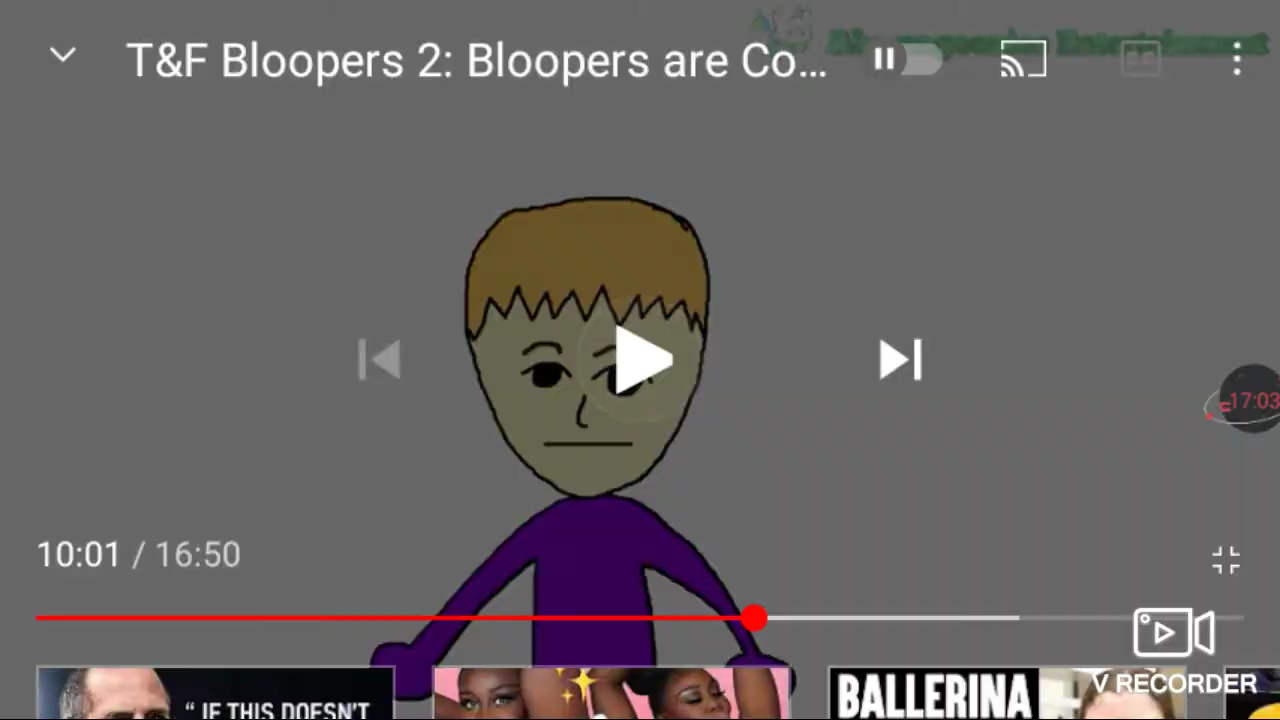 T&F Bloopers 2: Bloopers are Co...
17:03
10:01 / 16:50
V RECORDER
“ IF THIS DOESN'T
BALLERINA